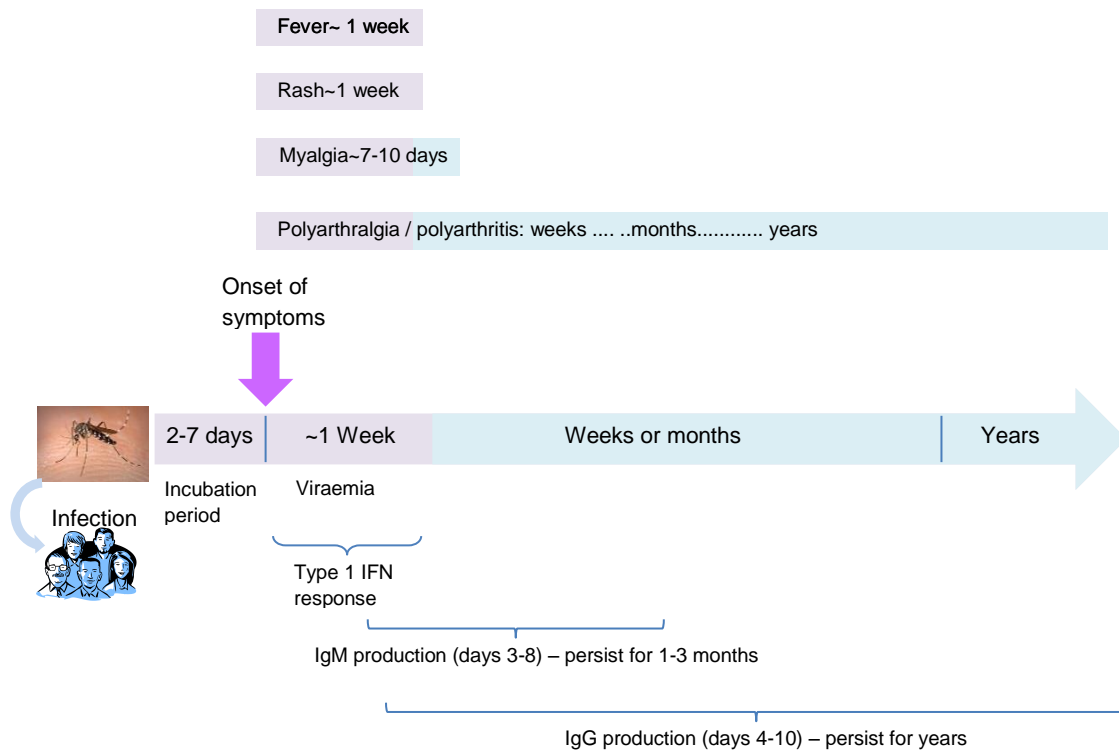 Fever~ 1 week
Rash~1 week
Myalgia~7-10 days
Polyarthralgia / polyarthritis: weeks .... ..months............ years
Onset of
symptoms
2-7 days
~1 Week
Weeks or months
Years
Incubation
period
Viraemia
Infection
Type 1 IFN
response
IgM production (days 3-8) – persist for 1-3 months
IgG production (days 4-10) – persist for years